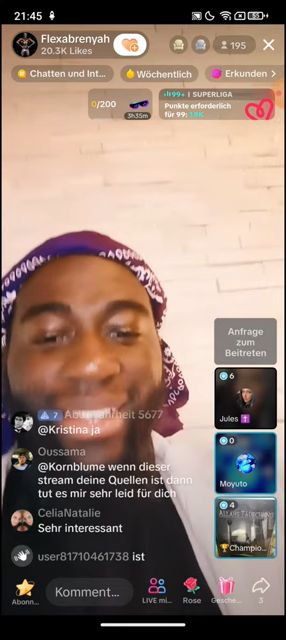 21:45
Flexabrenyah
20.3K Likes
195
Chatten und Int...
Wöchentlich
Erkunden
0/200
3h35m
99+ | SUPERLIGA
Punkte erforderlich
für 99:
Anfrage
zum
Beitreten
6
Jules
0
Moyuto
4
Champio...
7
5677
@Kristina ja
Oussama
@Kornblume wenn dieser
stream deine Quellen ist dann
tut es mir sehr leid für dich
CeliaNatalie
Sehr interessant
user81710461738 ist
Abonn...
Komment...
LIVE mi...
Rose
Gesche...
3